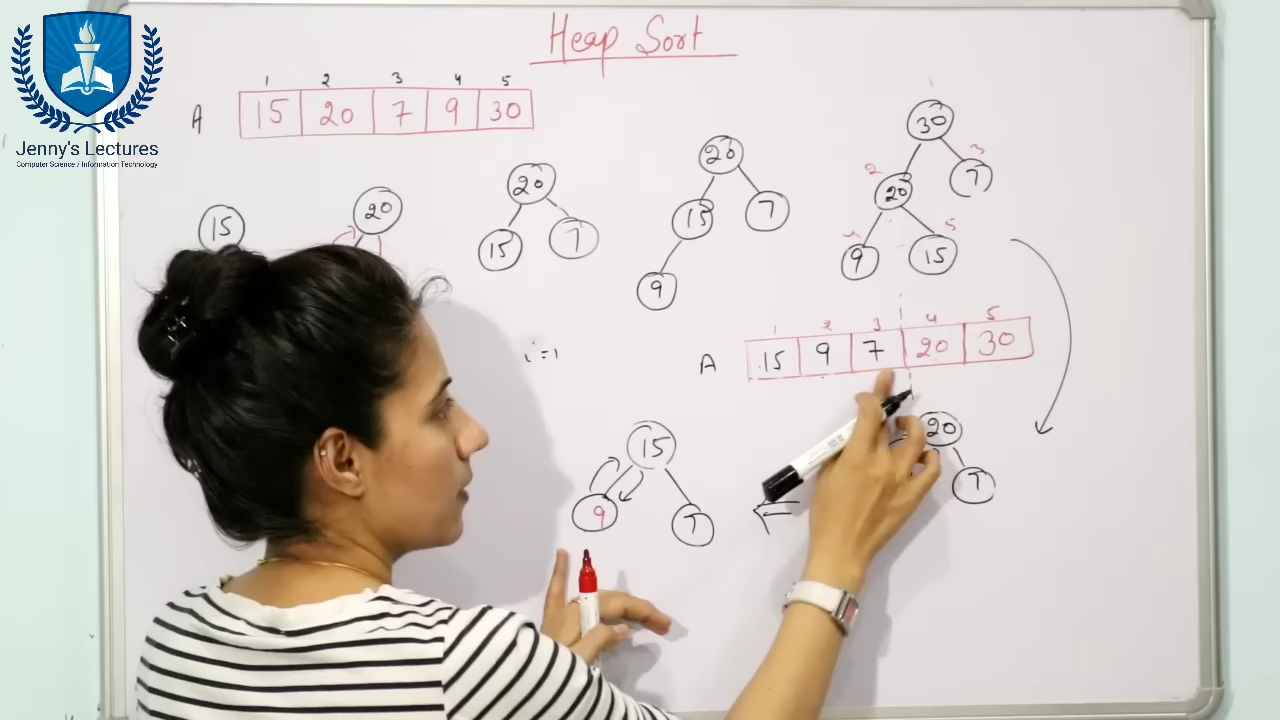 Heap Sort
1 2 3 4 5
A 15 20 7 9 30
Jenny's Lectures
Computer Science / Information Technology
15
20
20
15 7
20
15 7
9
30
2 20 3 7
4 9 5 15
i=1
1 2 3 4 5
A 15 9 7 20 30
15
9 7
20
7